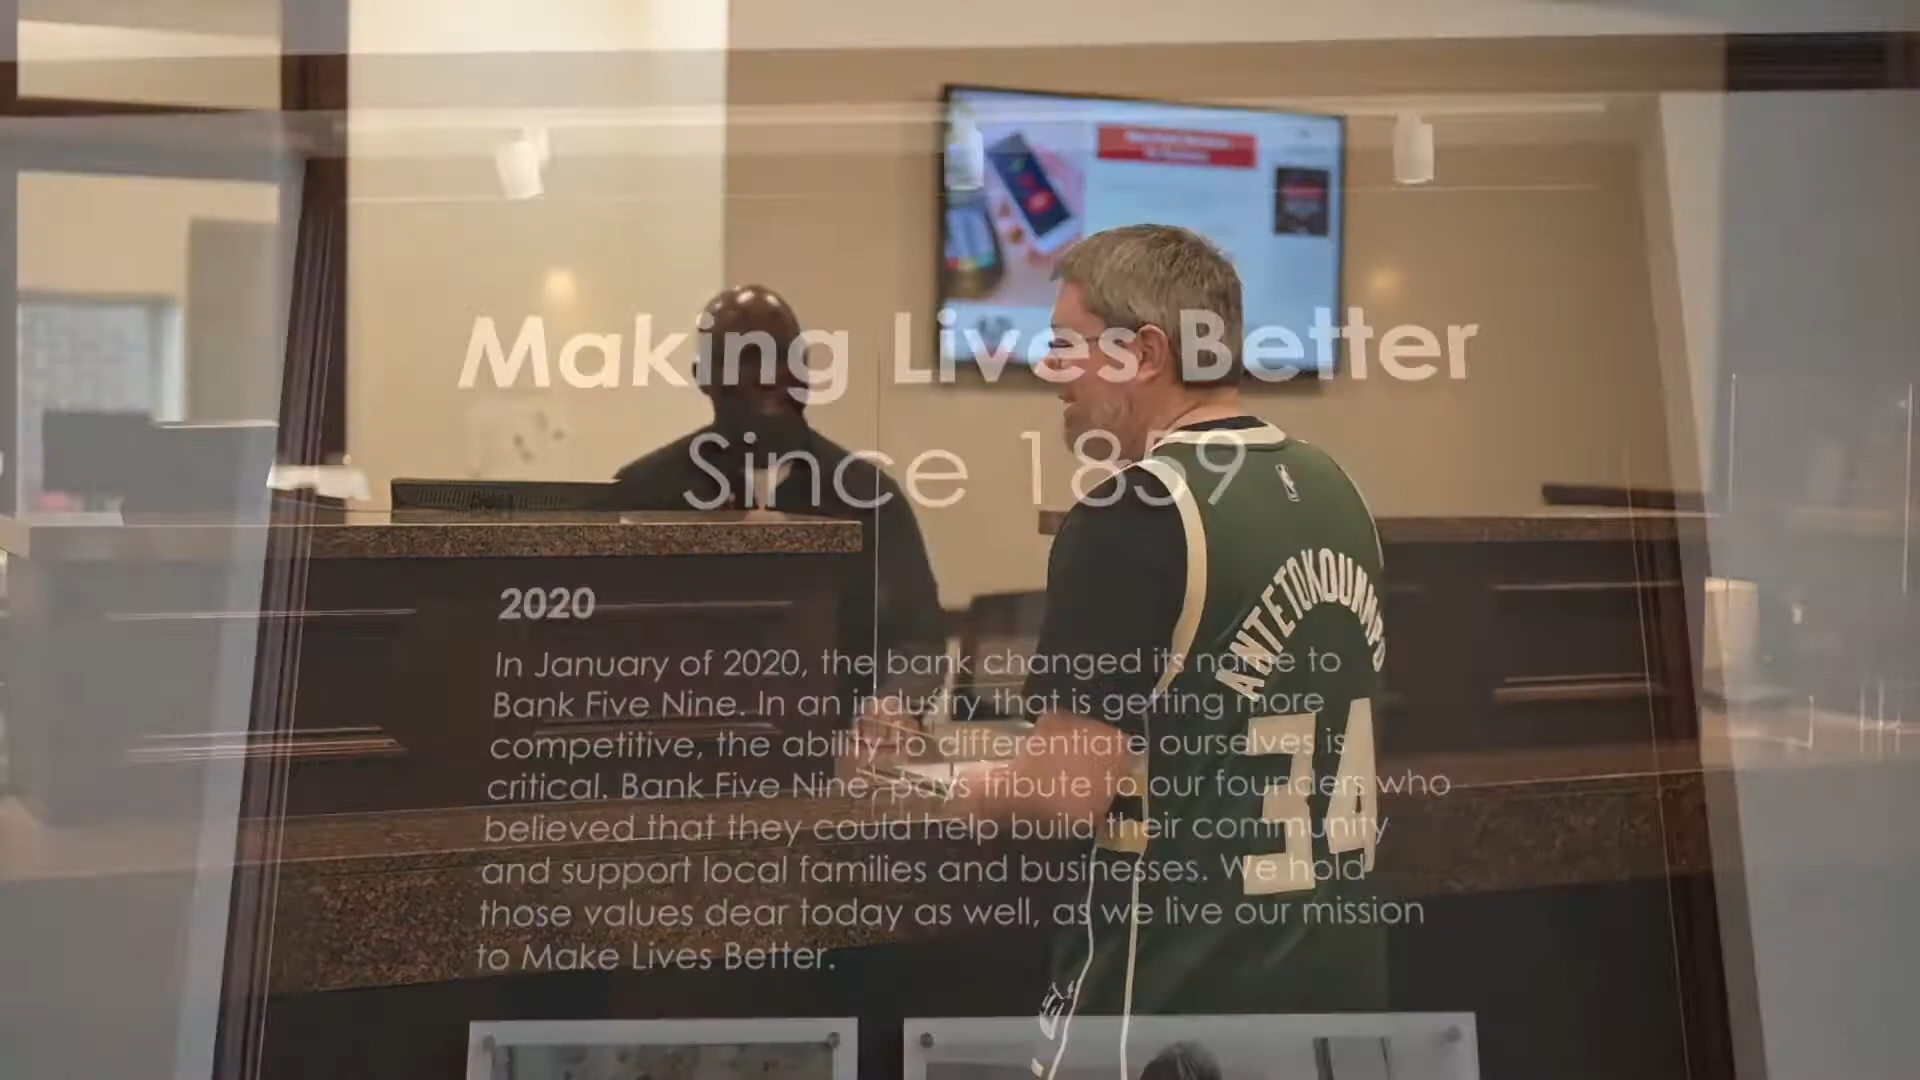 Making Lives Better
Since 1859
2020
In January of 2020, the bank changed its name to
Bank Five Nine. In an industry that is getting more
competitive, the ability to differentiate ourselves is
critical. Bank Five Nine, pays tribute to our founders who
believed that they could help build their community
and support local families and businesses. We hold
those values dear today as well, as we live our mission
to Make Lives Better.
ANTETOKOUNMPO
34